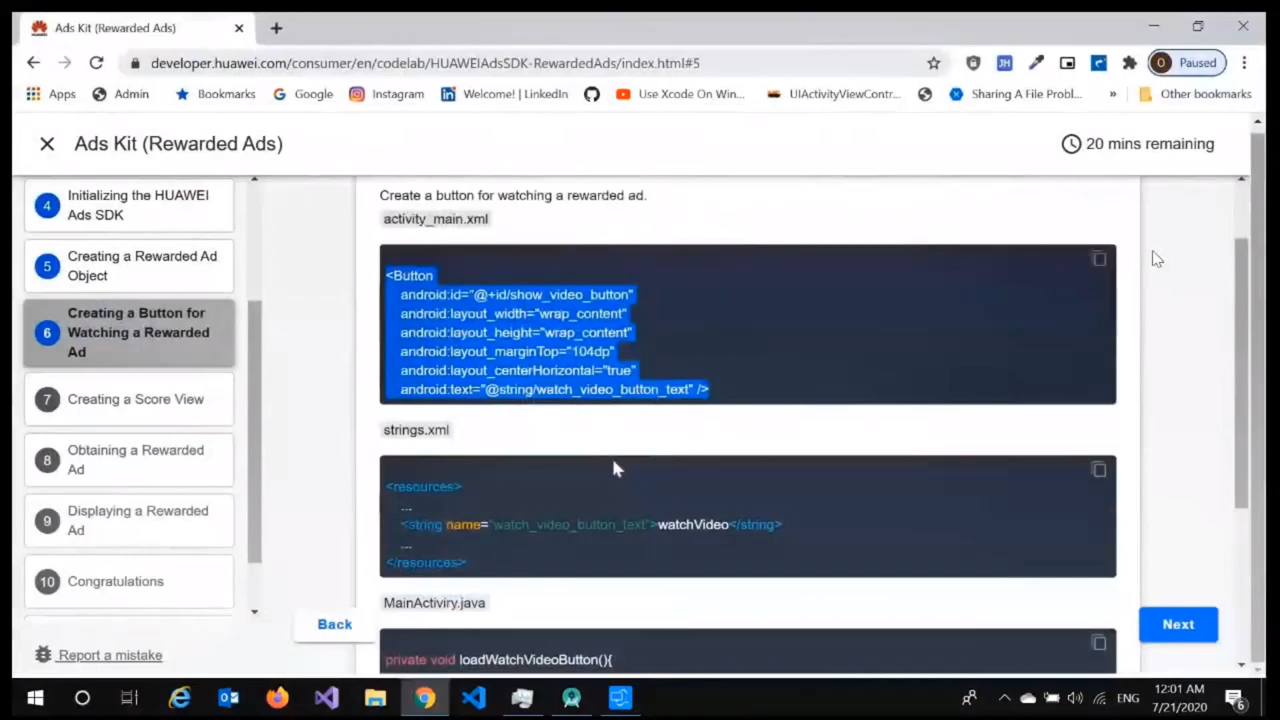 Ads Kit (Rewarded Ads)
developer.huawei.com/consumer/en/codelab/HUAWEIAdsSDK-RewardedAds/index.html#5
JH
O Paused
Apps Admin Bookmarks Google Instagram Welcome! | LinkedIn Use Xcode On Win... UIActivityViewContr... Sharing A File Probl... » Other bookmarks
Ads Kit (Rewarded Ads)
20 mins remaining
4 Initializing the HUAWEI
Ads SDK
5 Creating a Rewarded Ad
Object
6 Creating a Button for
Watching a Rewarded
Ad
7 Creating a Score View
8 Obtaining a Rewarded
Ad
9 Displaying a Rewarded
Ad
10 Congratulations
Report a mistake
Create a button for watching a rewarded ad.
activity_main.xml
<Button
android:id="@+id/show_video_button"
android:layout_width="wrap_content"
android:layout_height="wrap_content"
android:layout_marginTop="104dp"
android:layout_centerHorizontal="true"
android:text="@string/watch_video_button_text" />
strings.xml
<resources>
...
<string name="watch_video_button_text">watchVideo</string>
...
</resources>
MainActiviry.java
private void loadWatchVideoButton(){
Back
Next
ENG
12:01 AM
7/21/2020
6